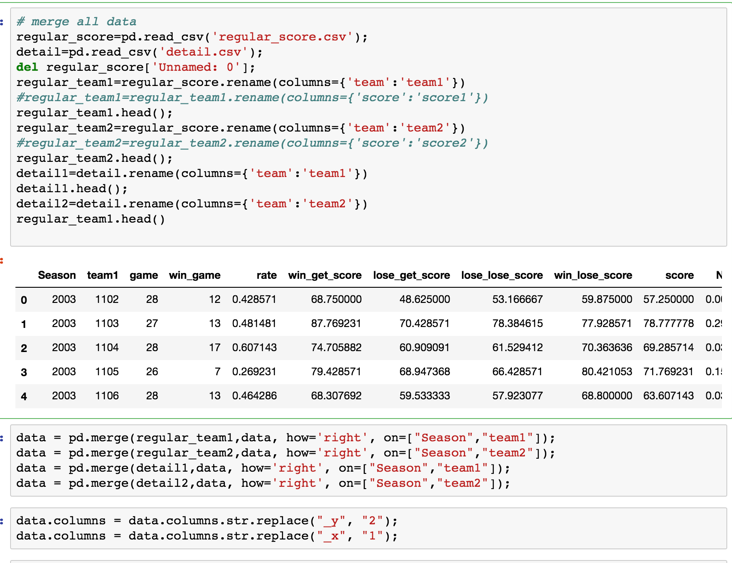 # merge all data
regular_score=pd.read_csv('regular_score.csv');
detail=pd.read_csv('detail.csv');
del regular_score['Unnamed: 0'];
regular_team1=regular_score.rename(columns={'team':'team1'})
#regular_team1=regular_team1.rename(columns={'score':'score1'})
regular_team1.head();
regular_team2=regular_score.rename(columns={'team':'team2'})
#regular_team2=regular_team2.rename(columns={'score':'score2'})
regular_team2.head();
detail1=detail.rename(columns={'team':'team1'})
detail1.head();
detail2=detail.rename(columns={'team':'team2'})
regular_team1.head()
Season team1 game win_game rate win_get_score lose_get_score lose_lose_score win_lose_score score N
0 2003 1102 28 12 0.428571 68.750000 48.625000 53.166667 59.875000 57.250000 0.0
1 2003 1103 27 13 0.481481 87.769231 70.428571 78.384615 77.928571 78.777778 0.2
2 2003 1104 28 17 0.607143 74.705882 60.909091 61.529412 70.363636 69.285714 0.0
3 2003 1105 26 7 0.269231 79.428571 68.947368 66.428571 80.421053 71.769231 0.1
4 2003 1106 28 13 0.464286 68.307692 59.533333 57.923077 68.800000 63.607143 0.0
data = pd.merge(regular_team1,data, how='right', on=["Season","team1"]);
data = pd.merge(regular_team2,data, how='right', on=["Season","team2"]);
data = pd.merge(detail1,data, how='right', on=["Season","team1"]);
data = pd.merge(detail2,data, how='right', on=["Season","team2"]);
data.columns = data.columns.str.replace("_y", "2");
data.columns = data.columns.str.replace("_x", "1");